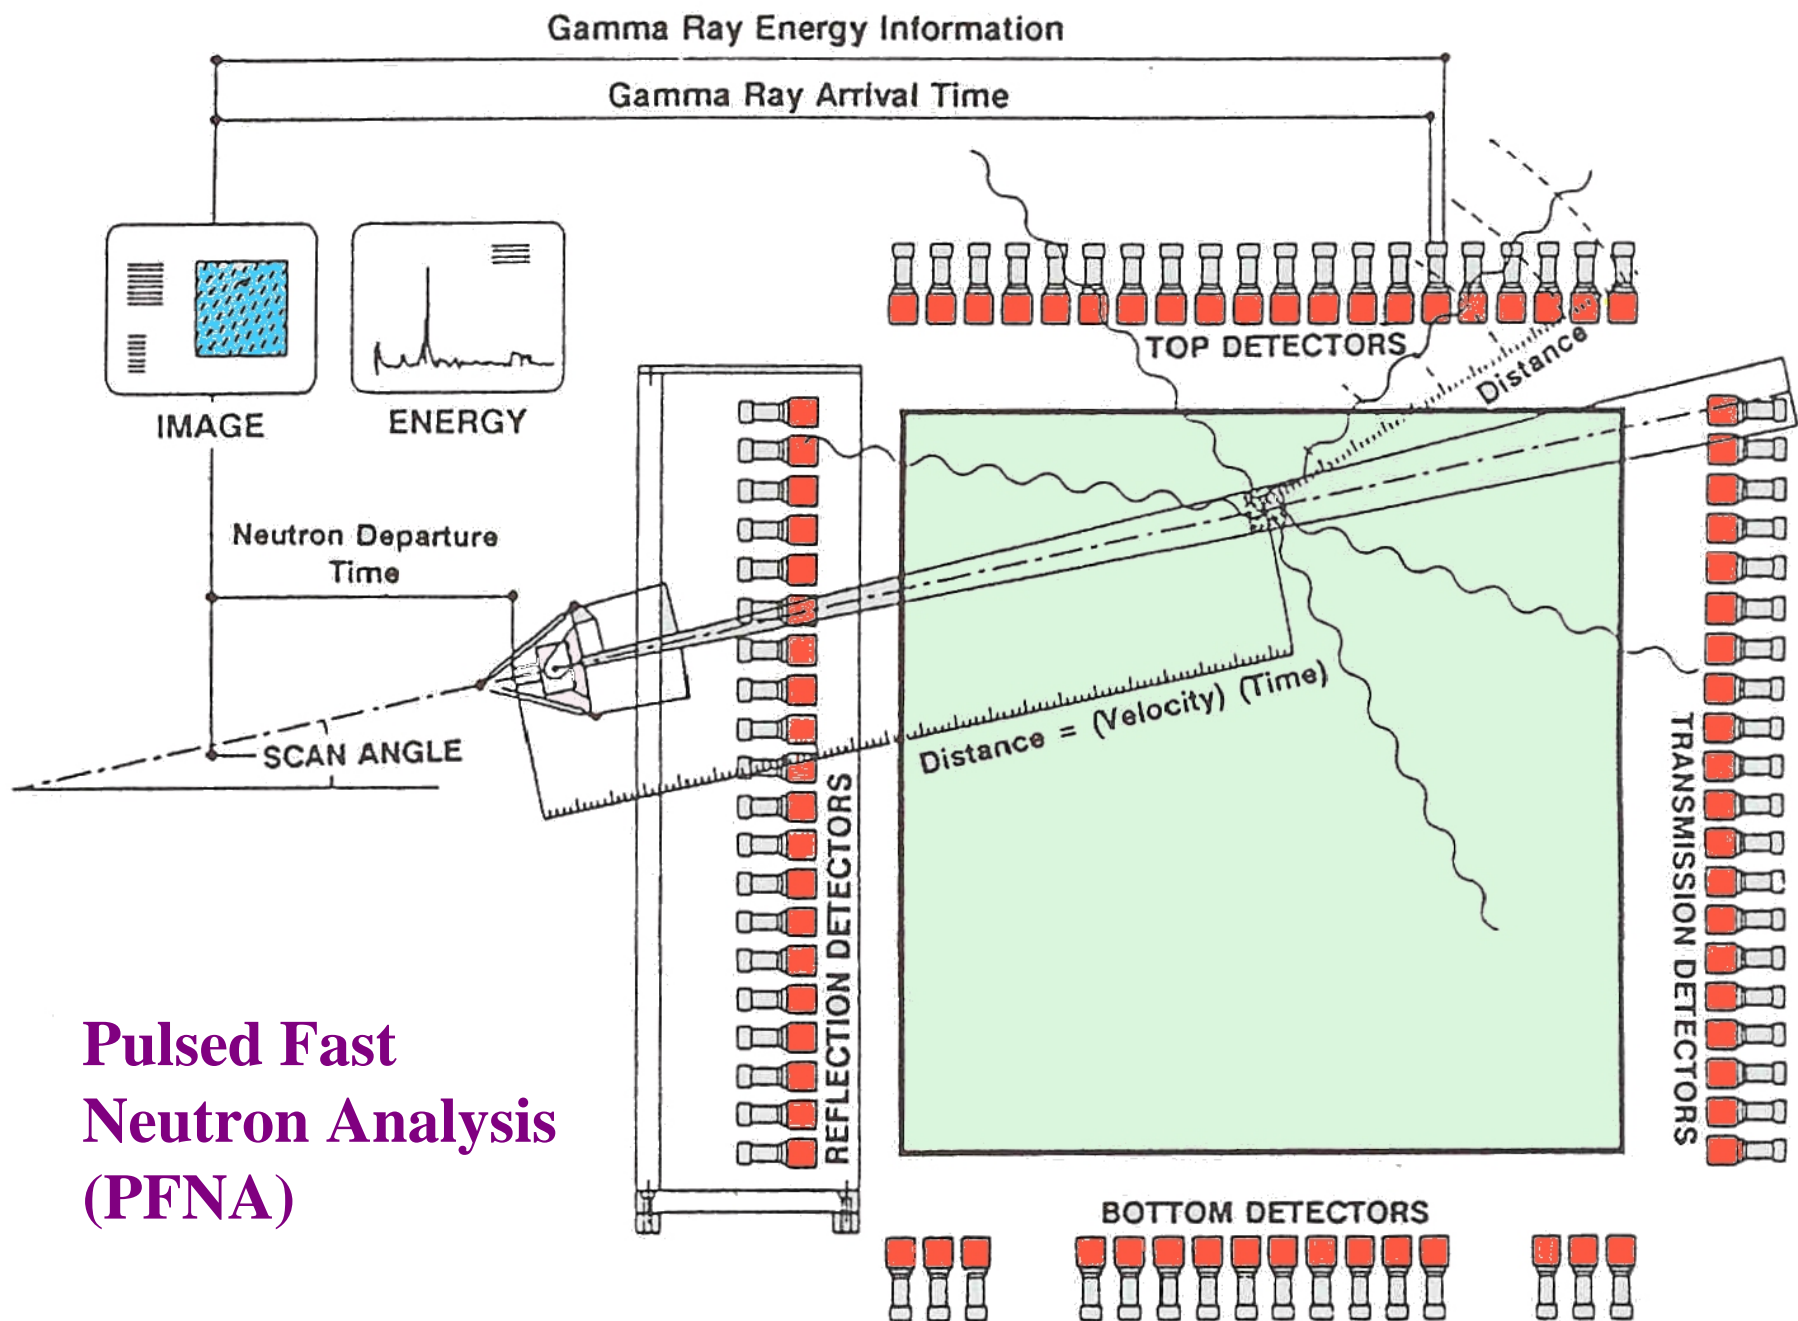 Gamma Ray Energy Information
Gamma Ray Arrival Time
TOP DETECTORS
Distance
IMAGE
ENERGY
Neutron Departure
Time
SCAN ANGLE
Distance = (Velocity) (Time)
REFLECTION DETECTORS
TRANSMISSION DETECTORS
Pulsed Fast
Neutron Analysis
(PFNA)
BOTTOM DETECTORS